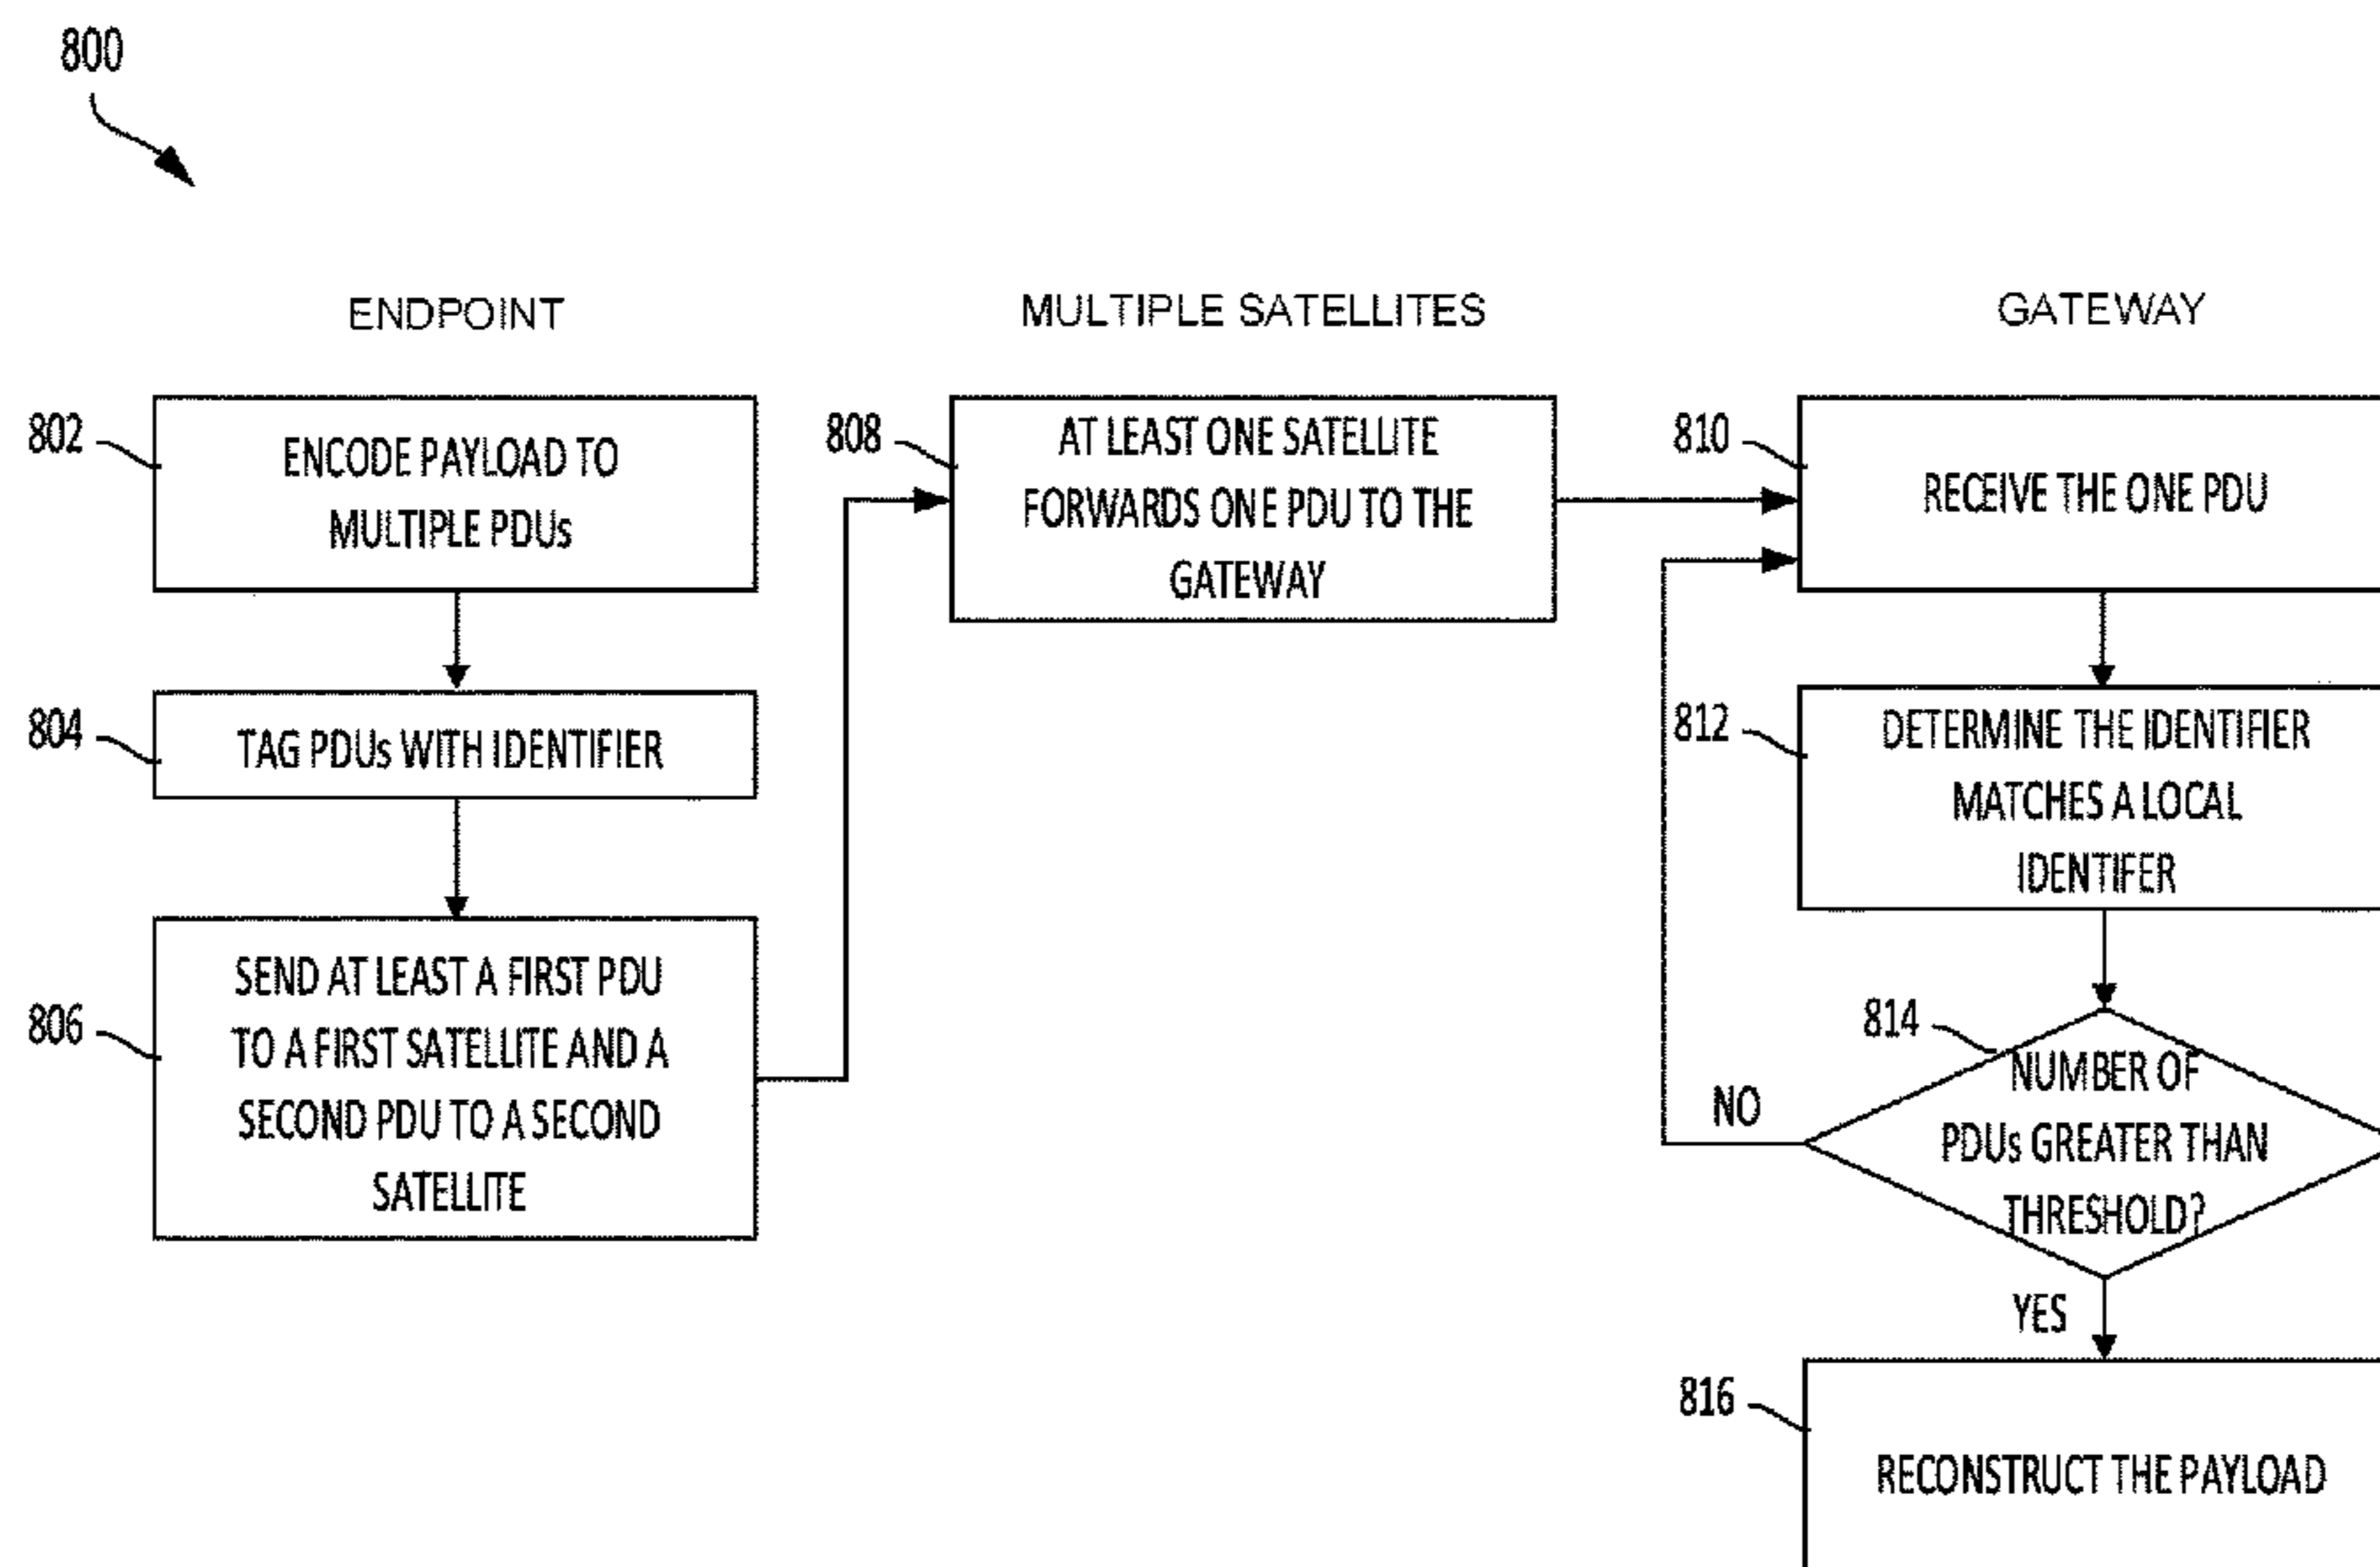 800
ENDPOINT
MULTIPLE SATELLITES
GATEWAY
802
ENCODE PAYLOAD TO
MULTIPLE PDUs
804
TAG PDUs WITH IDENTIFIER
806
SEND AT LEAST A FIRST PDU
TO A FIRST SATELLITE AND A
SECOND PDU TO A SECOND
SATELLITE
808
AT LEAST ONE SATELLITE
FORWARDS ONE PDU TO THE
GATEWAY
810
RECEIVE THE ONE PDU
812
DETERMINE THE IDENTIFIER
MATCHES A LOCAL
IDENTIFER
814
NUMBER OF
PDUs GREATER THAN
THRESHOLD?
NO
YES
816
RECONSTRUCT THE PAYLOAD